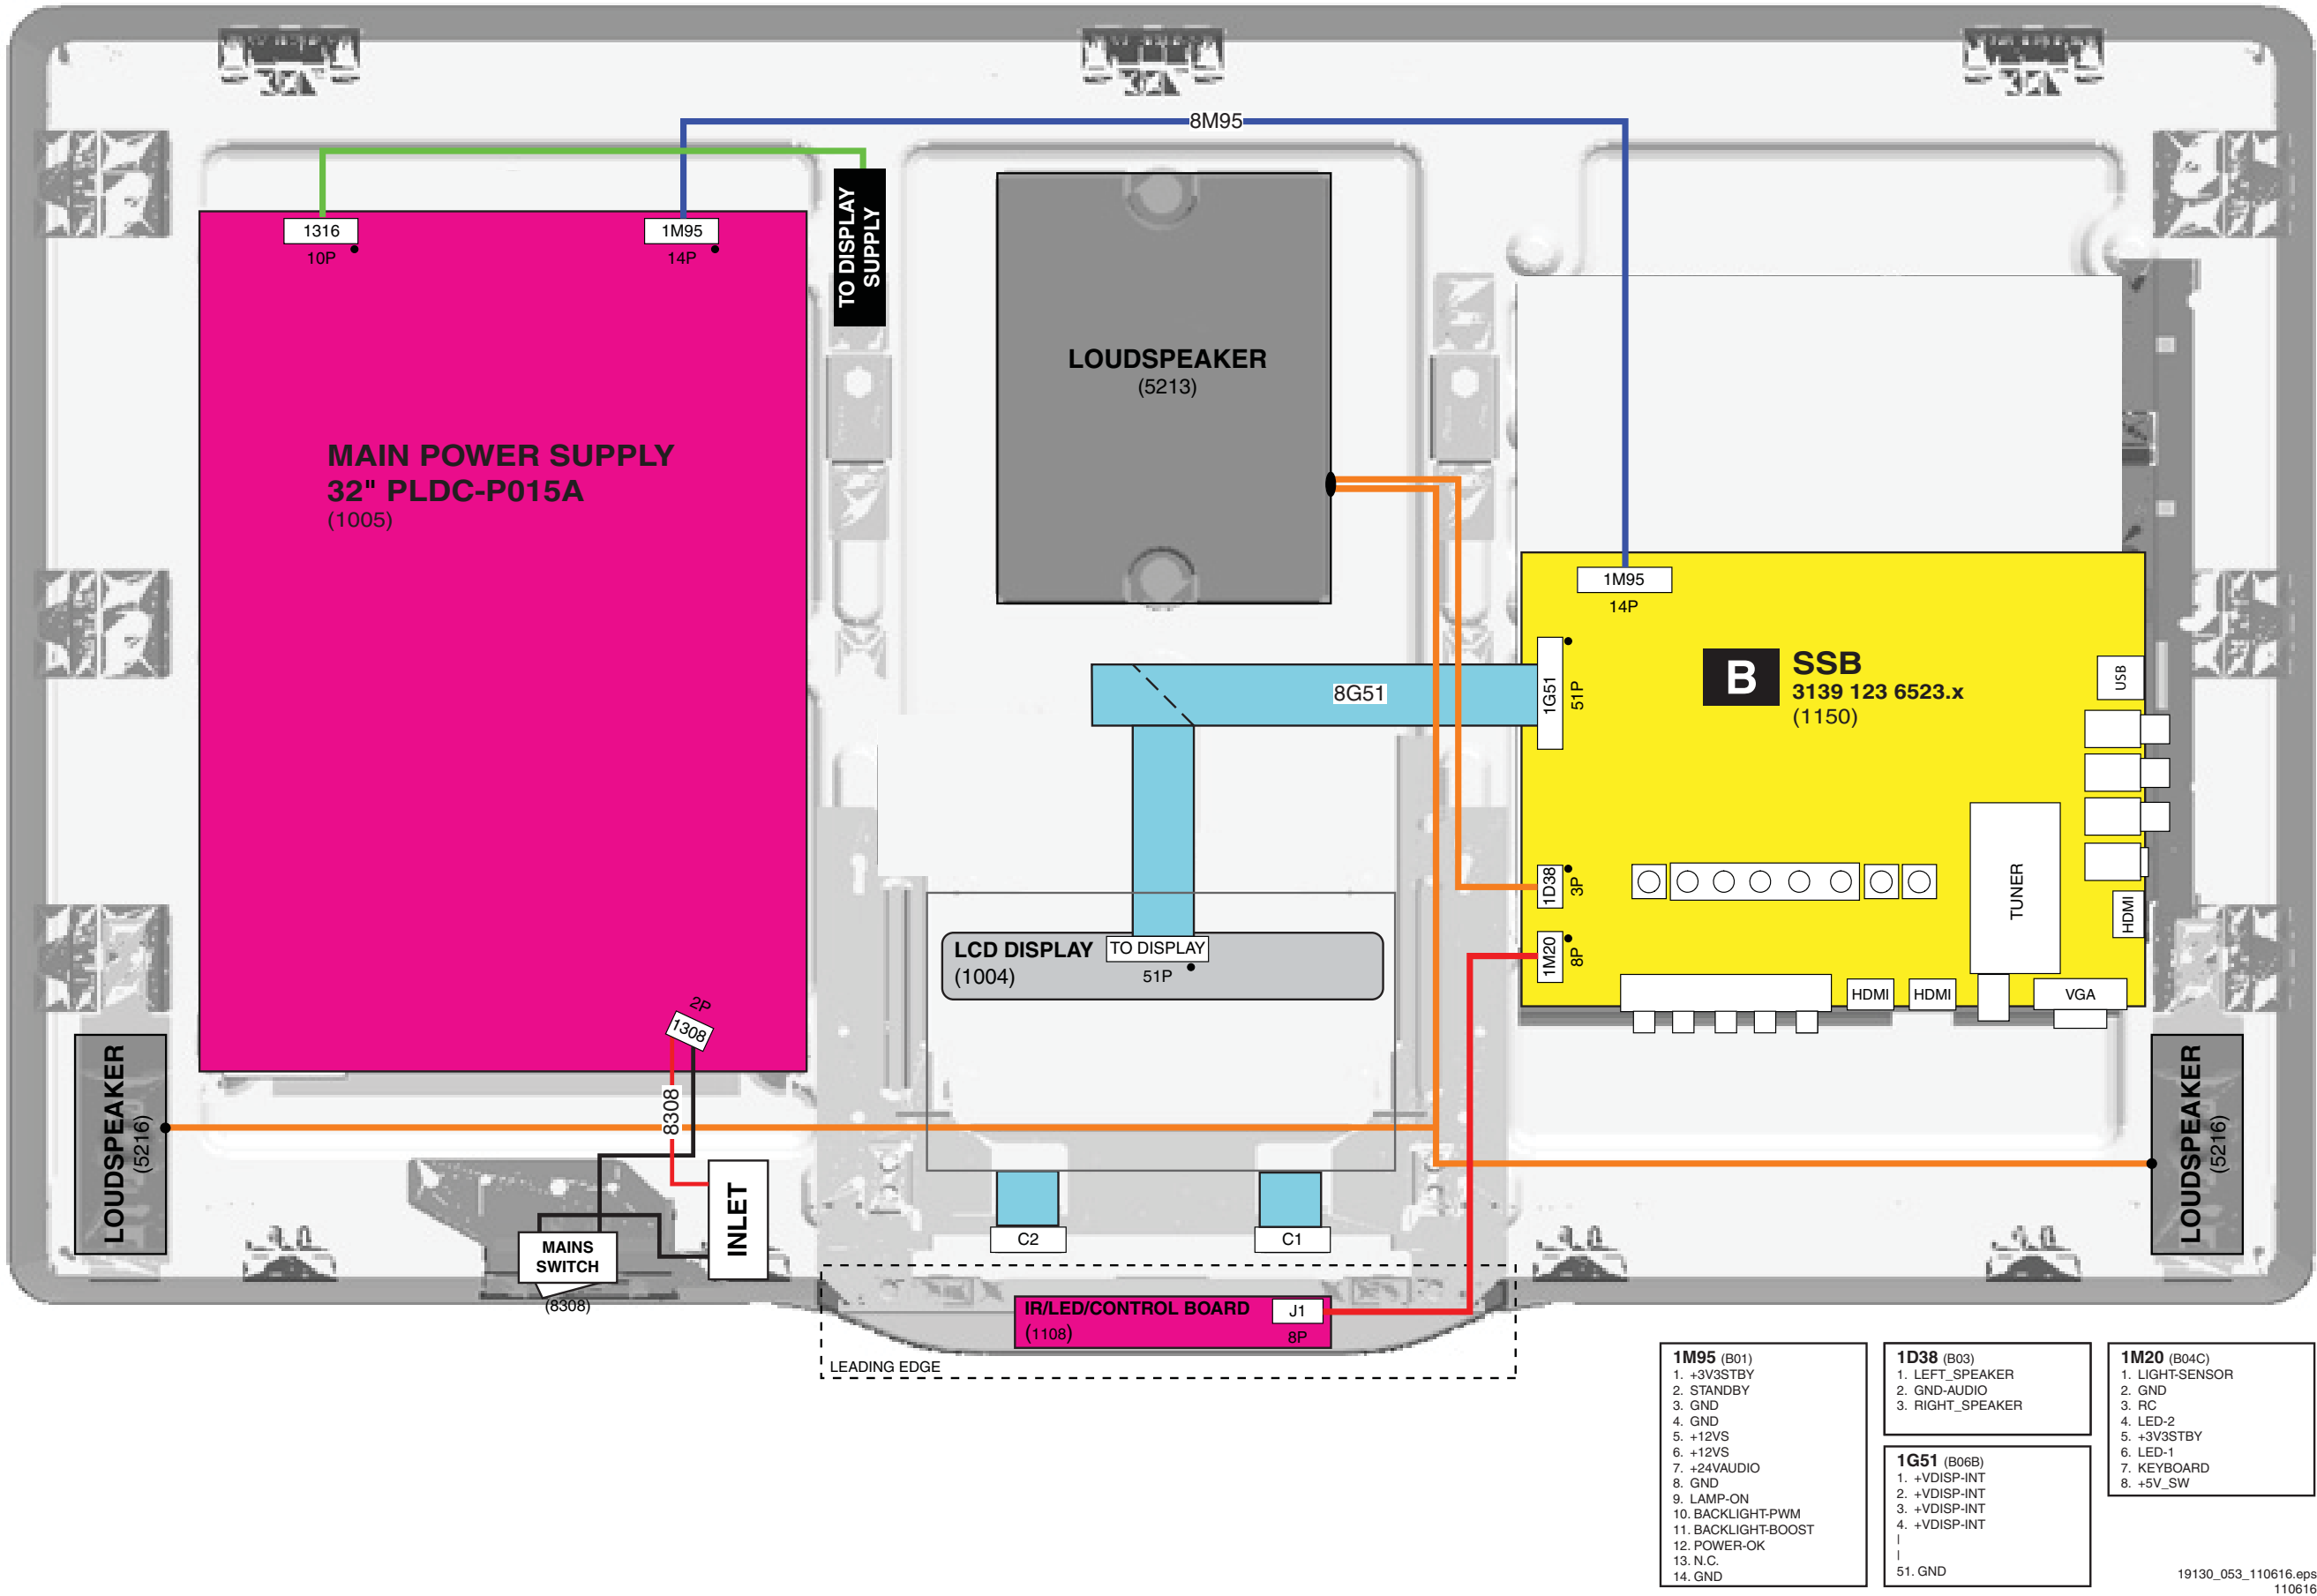 8M95
TO DISPLAY
SUPPLY
1316
10P
1M95
14P
MAIN POWER SUPPLY
32" PLDC-P015A
(1005)
LOUDSPEAKER
(5213)
1M95
14P
B
SSB
3139 123 6523.x
(1150)
USB
8G51
1G51
51P
1D38
3P
1M20
8P
TUNER
HDMI
HDMI
HDMI
VGA
LCD DISPLAY
(1004)
TO DISPLAY
51P
2P
1308
8308
LOUDSPEAKER
(5216)
LOUDSPEAKER
(5216)
INLET
MAINS
SWITCH
(8308)
C2
C1
IR/LED/CONTROL BOARD
(1108)
J1
8P
LEADING EDGE
1M95 (B01)
1. +3V3STBY
2. STANDBY
3. GND
4. GND
5. +12VS
6. +12VS
7. +24VAUDIO
8. GND
9. LAMP-ON
10. BACKLIGHT-PWM
11. BACKLIGHT-BOOST
12. POWER-OK
13. N.C.
14. GND
1D38 (B03)
1. LEFT_SPEAKER
2. GND-AUDIO
3. RIGHT_SPEAKER
1G51 (B06B)
1. +VDISP-INT
2. +VDISP-INT
3. +VDISP-INT
4. +VDISP-INT
|
|
51. GND
1M20 (B04C)
1. LIGHT-SENSOR
2. GND
3. RC
4. LED-2
5. +3V3STBY
6. LED-1
7. KEYBOARD
8. +5V_SW
19130_053_110616.eps
110616